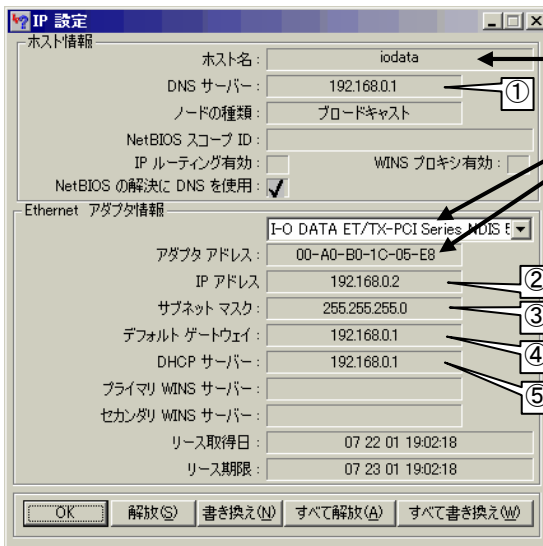 IP 設定
ホスト情報
ホスト名： iodata
DNS サーバー： 192.168.0.1 ①
ノードの種類： ブロードキャスト
NetBIOS スコープ ID：
IP ルーティング有効： WINS プロキシ有効：
NetBIOS の解決に DNS を使用：
Ethernet アダプタ情報
I-O DATA ET/TX-PCI Series NDIS
アダプタ アドレス： 00-A0-B0-1C-05-E8
IP アドレス 192.168.0.2 ②
サブネット マスク： 255.255.255.0 ③
デフォルト ゲートウェイ： 192.168.0.1 ④
DHCP サーバー： 192.168.0.1 ⑤
プライマリ WINS サーバー：
セカンダリ WINS サーバー：
リース取得日： 07 22 01 19:02:18
リース期限： 07 23 01 19:02:18
OK 解放(S) 書き換え(N) すべて解放(A) すべて書き換え(W)